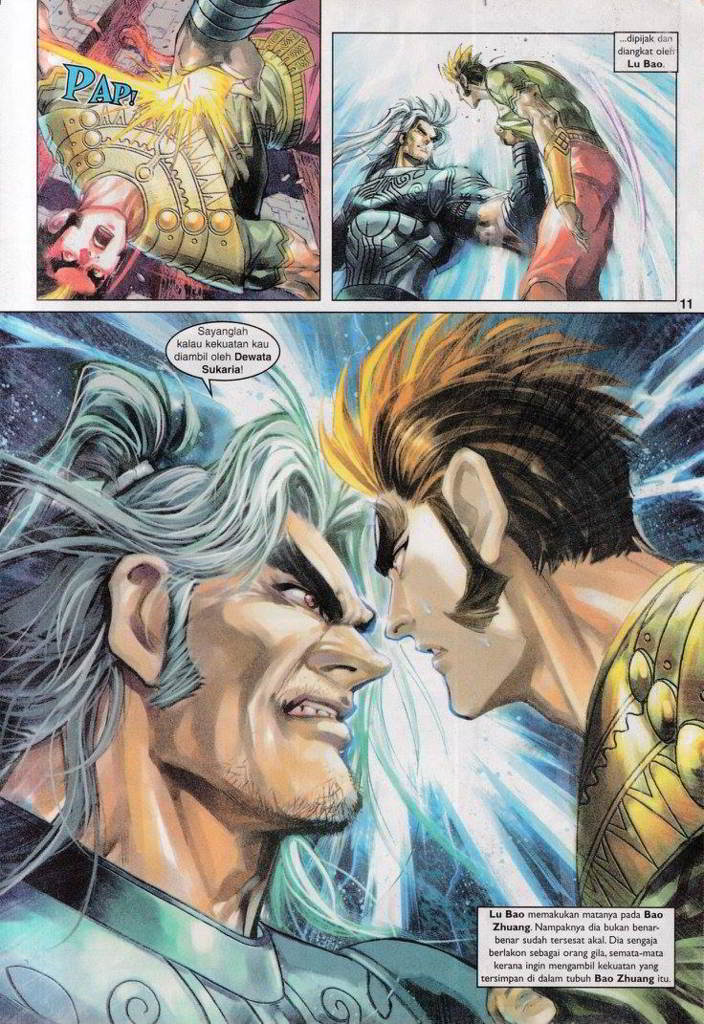 PAP!
...dipijak dan
diangkat oleh
Lu Bao.
11
Sayanglah
kalau kekuatan kau
diambil oleh Dewata
Sukaria!
Lu Bao memakukan matanya pada Bao
Zhuang. Nampaknya dia bukan benar-
benar sudah tersesat akal. Dia sengaja
berlakon sebagai orang gila, semata-mata
kerana ingin mengambil kekuatan yang
tersimpan di dalam tubuh Bao Zhuang itu.